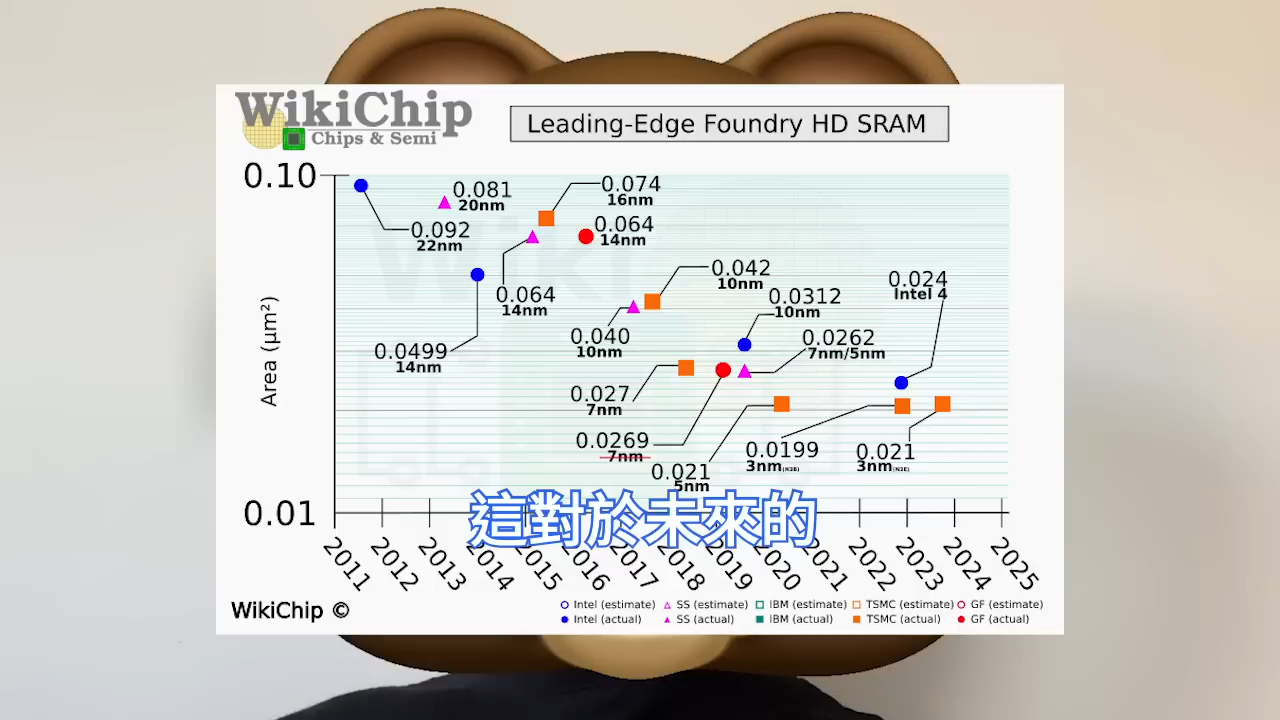 WikiChip
Chips & Semi
Leading-Edge Foundry HD SRAM
0.10
0.081
20nm
0.074
16nm
0.092
22nm
0.064
14nm
0.042
10nm
0.024
Intel 4
0.064
14nm
0.0312
10nm
0.040
10nm
0.0262
7nm/5nm
0.0499
14nm
Area (µm²)
0.027
7nm
0.0269
7nm
0.021
5nm
0.0199
3nm(N3B)
0.021
3nm(N3E)
0.01
這對於未來的
2011
2012
2013
2014
2015
2016
2017
2018
2019
2020
2021
2022
2023
2024
2025
WikiChip ©
Intel (estimate) SS (estimate) IBM (estimate) TSMC (estimate) GF (estimate)
Intel (actual) SS (actual) IBM (actual) TSMC (actual) GF (actual)